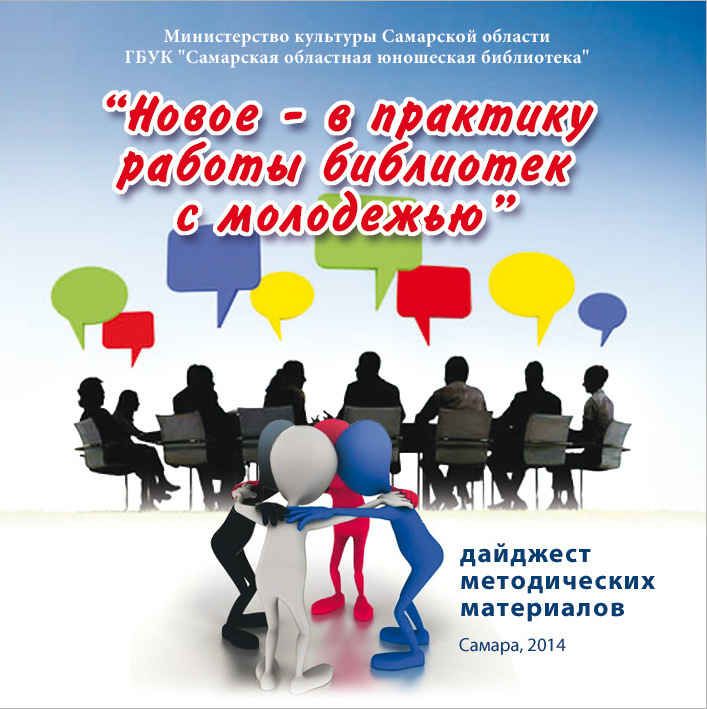 Министерство культуры Самарской области
ГБУК "Самарская областная юношеская библиотека"
“Новое - в практику
работы библиотек
с молодежью”
дайджест
методических
материалов
Самара, 2014